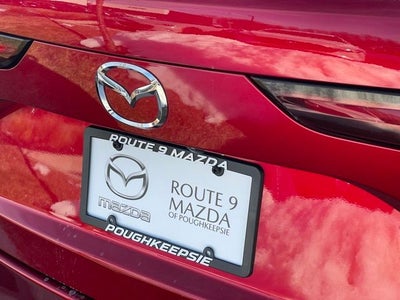 ROUTE 9 MAZDA
mazda
ROUTE 9
MAZDA
OF POUGHKEEPSIE
POUGHKEEPSIE